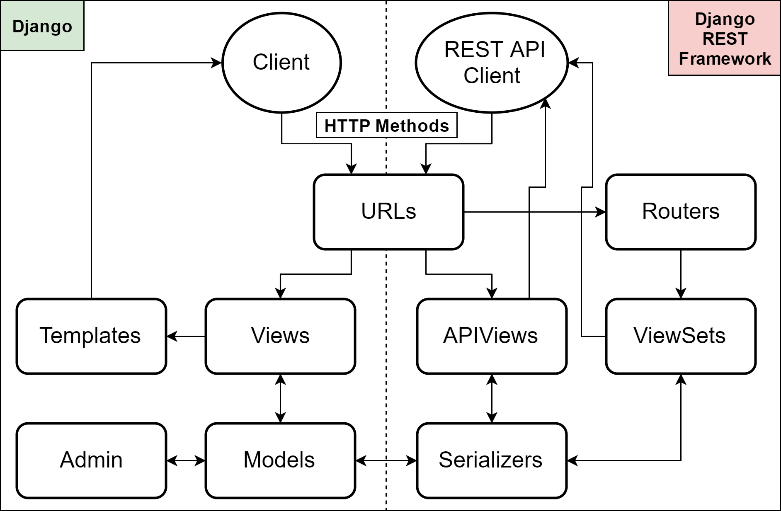 Django
Client
REST API
Client
Django
REST
Framework
HTTP Methods
URLs
Routers
Templates
Views
APIViews
ViewSets
Admin
Models
Serializers